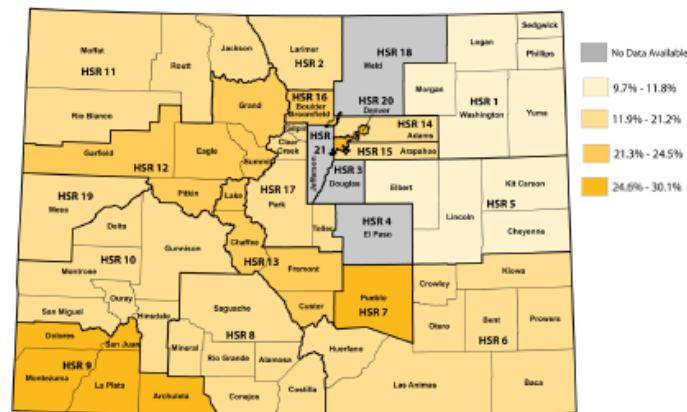 Sedgwick
Moffat
Jackson
Larimer
HSR 18
Logan
No Data Available
HSR 11
Routt
HSR 2
Weld
Phillips
9.7% - 11.8%
Grand
HSR 16
Boulder
Broomfield
HSR 20
Denver
Morgan
HSR 1
Washington
Yuma
11.9% - 21.2%
Rio Blanco
Gilpin
HSR 14
Adams
21.3% - 24.5%
Garfield
Eagle
Summit
Clear
Creek
HSR
21
Jefferson
HSR 15
Arapahoe
HSR 12
24.6% - 30.1%
Pitkin
Lake
HSR 17
Park
HSR 3
Douglas
Elbert
Kit Carson
HSR 5
HSR 19
Mesa
Lincoln
Delta
Chaffee
Teller
HSR 4
El Paso
Cheyenne
HSR 10
Gunnison
HSR 13
Fremont
Kiowa
Montrose
Crowley
Ouray
Custer
Pueblo
HSR 7
San Miguel
Hinsdale
Saguache
Otero
Bent
HSR 6
Prowers
Dolores
San Juan
HSR 8
Mineral
Huerfano
HSR 9
Rio Grande
Alamosa
Montezuma
La Plata
Archuleta
Conejos
Costilla
Las Animas
Baca